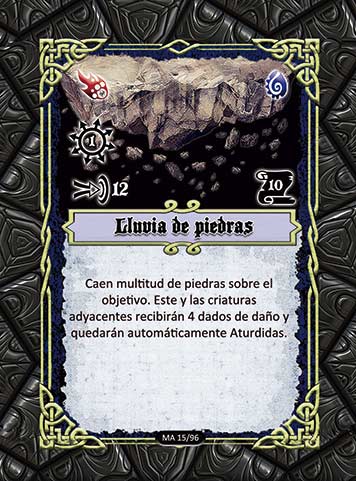 1
12
10
Lluvia de piedras
Caen multitud de piedras sobre el
objetivo. Este y las criaturas
adyacentes recibirán 4 dados de daño y
quedarán automáticamente Aturdidas.
MA 15/96